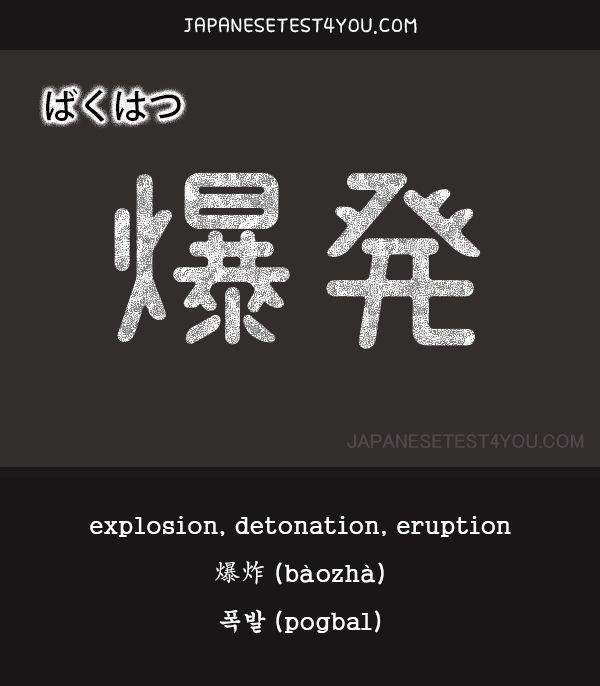 JAPANESETEST4YOU.COM
ばくはつ
爆発
JAPANESETEST4YOU.COM
explosion, detonation, eruption
爆炸 (bàozhà)
폭발 (pogbal)